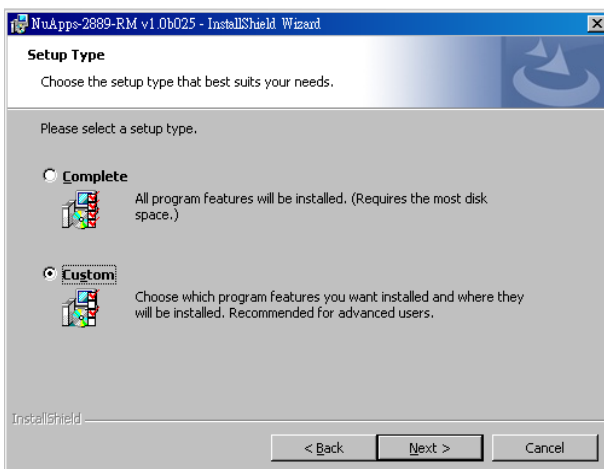 NuApps-2889-RM v1.0b025 - InstallShield Wizard
Setup Type
Choose the setup type that best suits your needs.
Please select a setup type.
Complete
All program features will be installed. (Requires the most disk
space.)
Custom
Choose which program features you want installed and where they
will be installed. Recommended for advanced users.
InstallShield
< Back
Next >
Cancel